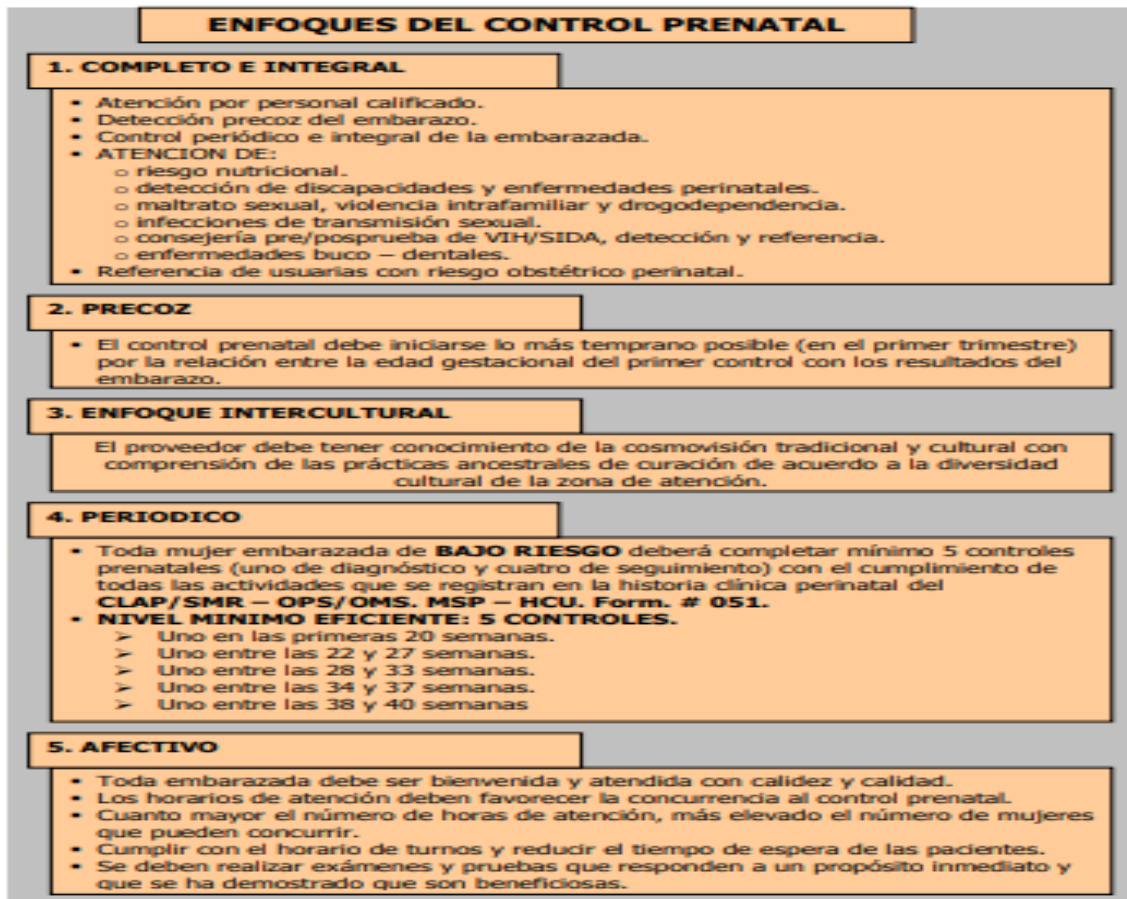 ENFOQUES DEL CONTROL PRENATAL
1. COMPLETO E INTEGRAL
• Atención por personal calificado.
• Detección precoz del embarazo.
• Control periódico e integral de la embarazada.
• ATENCION DE:
o riesgo nutricional.
o detección de discapacidades y enfermedades perinatales.
o maltrato sexual, violencia intrafamiliar y drogodependencia.
o infecciones de transmisión sexual.
o consejería pre/posprueba de VIH/SIDA, detección y referencia.
o enfermedades buco – dentales.
• Referencia de usuarias con riesgo obstétrico perinatal.
2. PRECOZ
• El control prenatal debe iniciarse lo más temprano posible (en el primer trimestre)
por la relación entre la edad gestacional del primer control con los resultados del
embarazo.
3. ENFOQUE INTERCULTURAL
El proveedor debe tener conocimiento de la cosmovisión tradicional y cultural con
comprensión de las prácticas ancestrales de curación de acuerdo a la diversidad
cultural de la zona de atención.
4. PERIODICO
• Toda mujer embarazada de BAJO RIESGO deberá completar mínimo 5 controles
prenatales (uno de diagnóstico y cuatro de seguimiento) con el cumplimiento de
todas las actividades que se registran en la historia clínica perinatal del
CLAP/SMR – OPS/OMS. MSP – HCU. Form. # 051.
• NIVEL MINIMO EFICIENTE: 5 CONTROLES.
➢ Uno en las primeras 20 semanas.
➢ Uno entre las 22 y 27 semanas.
➢ Uno entre las 28 y 33 semanas.
➢ Uno entre las 34 y 37 semanas.
➢ Uno entre las 38 y 40 semanas
5. AFECTIVO
• Toda embarazada debe ser bienvenida y atendida con calidez y calidad.
• Los horarios de atención deben favorecer la concurrencia al control prenatal.
• Cuanto mayor el número de horas de atención, más elevado el número de mujeres
que pueden concurrir.
• Cumplir con el horario de turnos y reducir el tiempo de espera de las pacientes.
• Se deben realizar exámenes y pruebas que responden a un propósito inmediato y
que se ha demostrado que son beneficiosas.